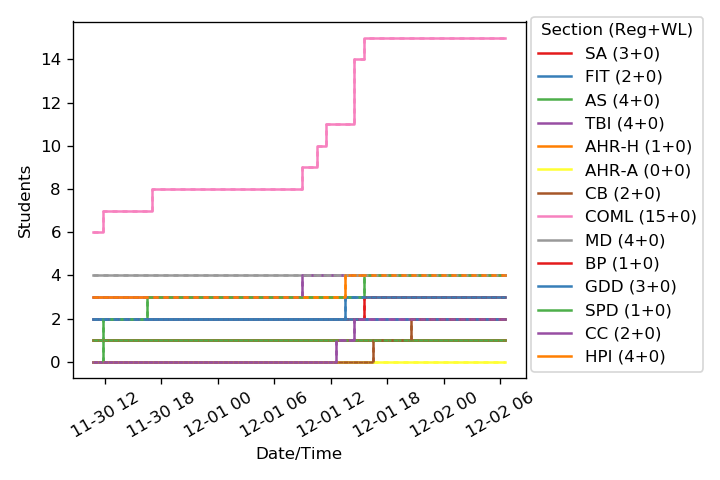 Section (Reg+WL)
SA (3+0)
FIT (2+0)
AS (4+0)
TBI (4+0)
AHR-H (1+0)
AHR-A (0+0)
CB (2+0)
COML (15+0)
MD (4+0)
BP (1+0)
GDD (3+0)
SPD (1+0)
CC (2+0)
HPI (4+0)
Students
14
12
10
8
6
4
2
0
11-30 12
11-30 18
12-01 00
12-01 06
12-01 12
12-01 18
12-02 00
12-02 06
Date/Time